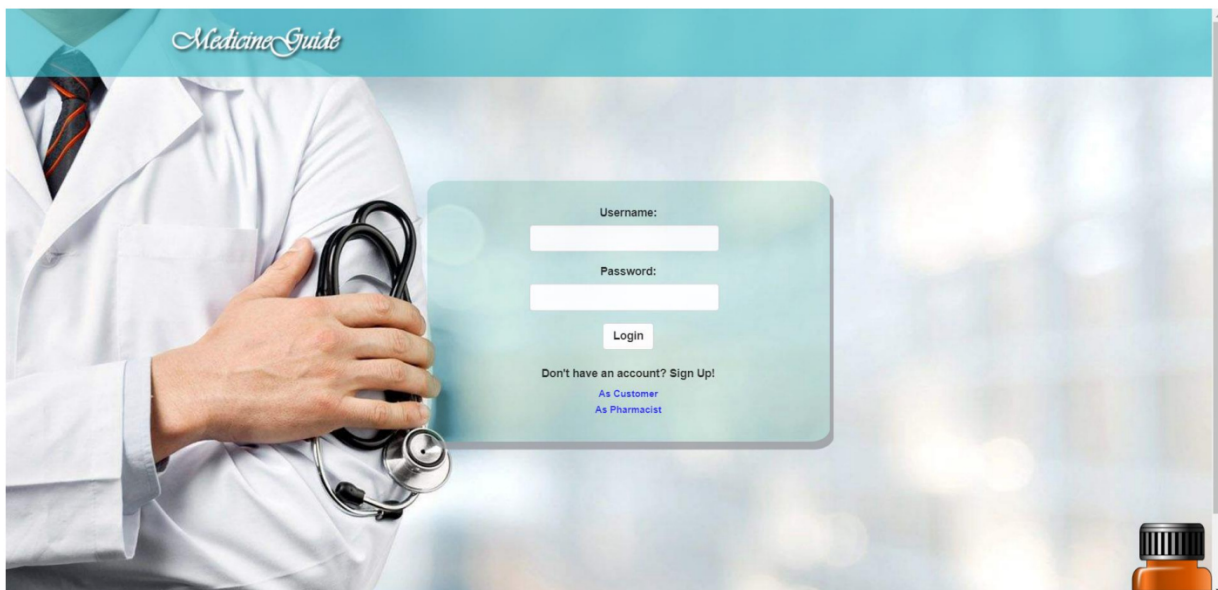 MedicineGuide
Username:
Password:
Login
Don't have an account? Sign Up!
As Customer
As Pharmacist